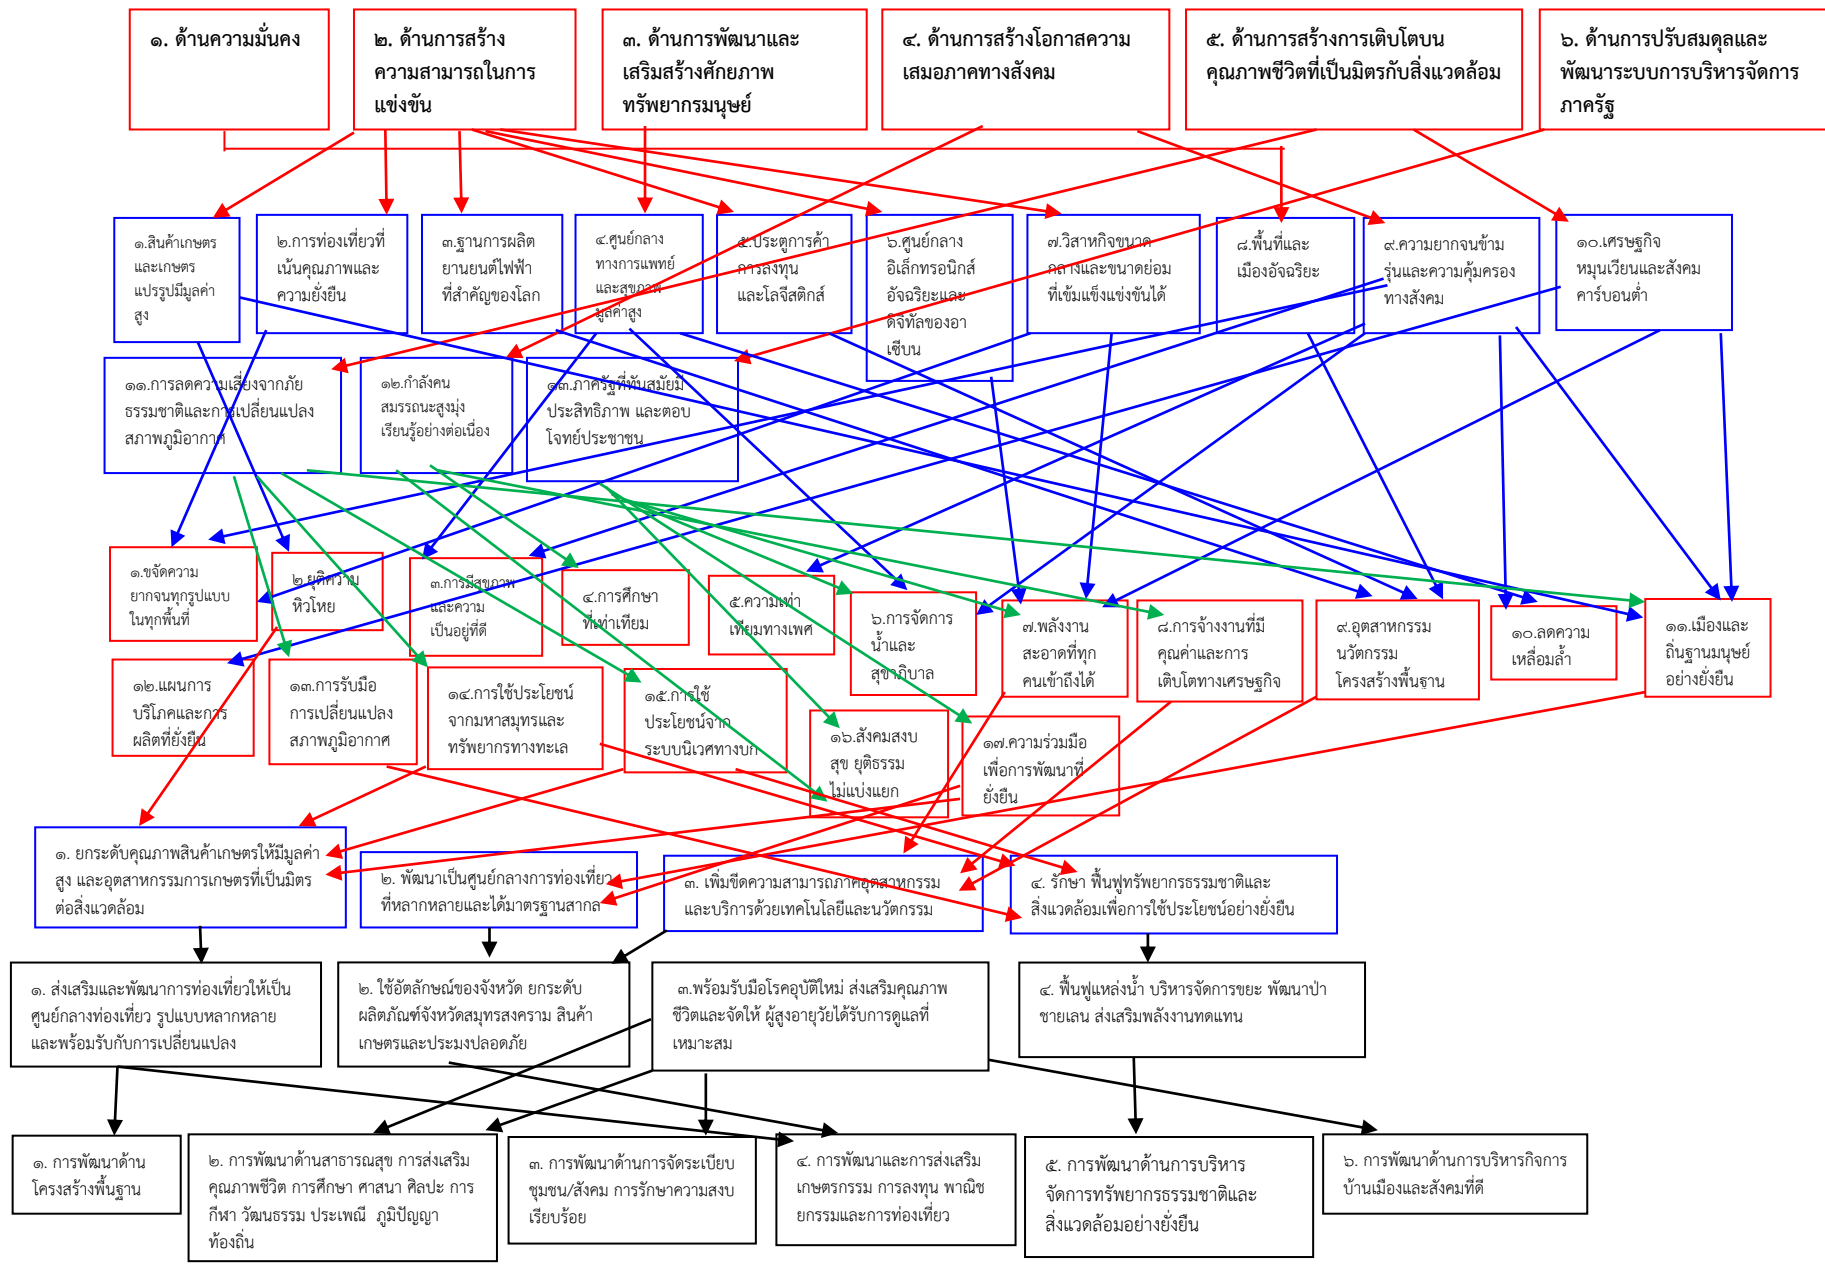 ๑. ด้านความมั่นคง
๒. ด้านการสร้าง
ความสามารถในการ
แข่งขัน
๓. ด้านการพัฒนาและ
เสริมสร้างศักยภาพ
ทรัพยากรมนุษย์
๔. ด้านการสร้างโอกาสความ
เสมอภาคทางสังคม
๕. ด้านการสร้างการเติบโตบน
คุณภาพชีวิตที่เป็นมิตรกับสิ่งแวดล้อม
๖. ด้านการปรับสมดุลและ
พัฒนาระบบการบริหารจัดการ
ภาครัฐ
๑.สินค้าเกษตร
และเกษตร
แปรรูปมีมูลค่า
สูง
๒.การท่องเที่ยวที่
เน้นคุณภาพและ
ความยั่งยืน
๓.ฐานการผลิต
ยานยนต์ไฟฟ้า
ที่สำคัญของโลก
๔.ศูนย์กลาง
ทางการแพทย์
และสุขภาพ
มูลค่าสูง
๕.ประตูการค้า
การลงทุน
และโลจีสติกส์
๖.ศูนย์กลาง
อิเล็กทรอนิกส์
อัจฉริยะและ
ดิจิทัลของอา
เซียน
๗.วิสาหกิจขนาด
กลางและขนาดย่อม
ที่เข้มแข็งแข่งขันได้
๘.พื้นที่และ
เมืองอัจฉริยะ
๙.ความยากจนข้าม
รุ่นและความคุ้มครอง
ทางสังคม
๑๐.เศรษฐกิจ
หมุนเวียนและสังคม
คาร์บอนต่ำ
๑๑.การลดความเสี่ยงจากภัย
ธรรมชาติและการเปลี่ยนแปลง
สภาพภูมิอากาศ
๑๒.กำลังคน
สมรรถนะสูงมุ่ง
เรียนรู้อย่างต่อเนื่อง
๑๓.ภาครัฐที่ทันสมัยมี
ประสิทธิภาพ และตอบ
โจทย์ประชาชน
๑.ขจัดความ
ยากจนทุกรูปแบบ
ในทุกพื้นที่
๒.ยุติความ
หิวโหย
๓.การมีสุขภาพ
และความ
เป็นอยู่ที่ดี
๔.การศึกษา
ที่เท่าเทียม
๕.ความเท่า
เทียมทางเพศ
๖.การจัดการ
น้ำและ
สุขาภิบาล
๗.พลังงาน
สะอาดที่ทุก
คนเข้าถึงได้
๘.การจ้างงานที่มี
คุณค่าและการ
เติบโตทางเศรษฐกิจ
๙.อุตสาหกรรม
นวัตกรรม
โครงสร้างพื้นฐาน
๑๐.ลดความ
เหลื่อมล้ำ
๑๑.เมืองและ
ถิ่นฐานมนุษย์
อย่างยั่งยืน
๑๒.แผนการ
บริโภคและการ
ผลิตที่ยั่งยืน
๑๓.การรับมือ
การเปลี่ยนแปลง
สภาพภูมิอากาศ
๑๔.การใช้ประโยชน์
จากมหาสมุทรและ
ทรัพยากรทางทะเล
๑๕.การใช้
ประโยชน์จาก
ระบบนิเวศทางบก
๑๖.สังคมสงบ
สุข ยุติธรรม
ไม่แบ่งแยก
๑๗.ความร่วมมือ
เพื่อการพัฒนาที่
ยั่งยืน
๑. ยกระดับคุณภาพสินค้าเกษตรให้มีมูลค่า
สูง และอุตสาหกรรมการเกษตรที่เป็นมิตร
ต่อสิ่งแวดล้อม
๒. พัฒนาเป็นศูนย์กลางการท่องเที่ยว
ที่หลากหลายและได้มาตรฐานสากล
๓. เพิ่มขีดความสามารถภาคอุตสาหกรรม
และบริการด้วยเทคโนโลยีและนวัตกรรม
๔. รักษา ฟื้นฟูทรัพยากรธรรมชาติและ
สิ่งแวดล้อมเพื่อการใช้ประโยชน์อย่างยั่งยืน
๑. ส่งเสริมและพัฒนาการท่องเที่ยวให้เป็น
ศูนย์กลางท่องเที่ยว รูปแบบหลากหลาย
และพร้อมรับกับการเปลี่ยนแปลง
๒. ใช้อัตลักษณ์ของจังหวัด ยกระดับ
ผลิตภัณฑ์จังหวัดสมุทรสงคราม สินค้า
เกษตรและประมงปลอดภัย
๓.พร้อมรับมือโรคอุบัติใหม่ ส่งเสริมคุณภาพ
ชีวิตและจัดให้ ผู้สูงอายุวัยได้รับการดูแลที่
เหมาะสม
๔. ฟื้นฟูแหล่งน้ำ บริหารจัดการขยะ พัฒนาป่า
ชายเลน ส่งเสริมพลังงานทดแทน
๑. การพัฒนาด้าน
โครงสร้างพื้นฐาน
๒. การพัฒนาด้านสาธารณสุข การส่งเสริม
คุณภาพชีวิต การศึกษา ศาสนา ศิลปะ การ
กีฬา วัฒนธรรม ประเพณี  ภูมิปัญญา
ท้องถิ่น
๓. การพัฒนาด้านการจัดระเบียบ
ชุมชน/สังคม การรักษาความสงบ
เรียบร้อย
๔. การพัฒนาและการส่งเสริม
เกษตรกรรม การลงทุน พาณิช
ยกรรมและการท่องเที่ยว
๕. การพัฒนาด้านการบริหาร
จัดการทรัพยากรธรรมชาติและ
สิ่งแวดล้อมอย่างยั่งยืน
๖. การพัฒนาด้านการบริหารกิจการ
บ้านเมืองและสังคมที่ดี